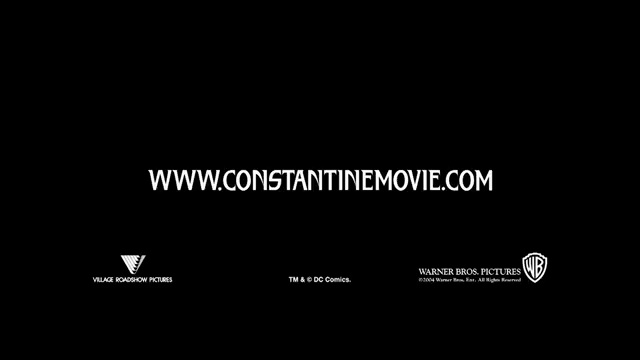 WWW.CONSTANTINEMOVIE.COM
VILLAGE ROADSHOW PICTURES
TM & © DC Comics.
WARNER BROS. PICTURES
©2004 Warner Bros. Ent. All Rights Reserved
WB